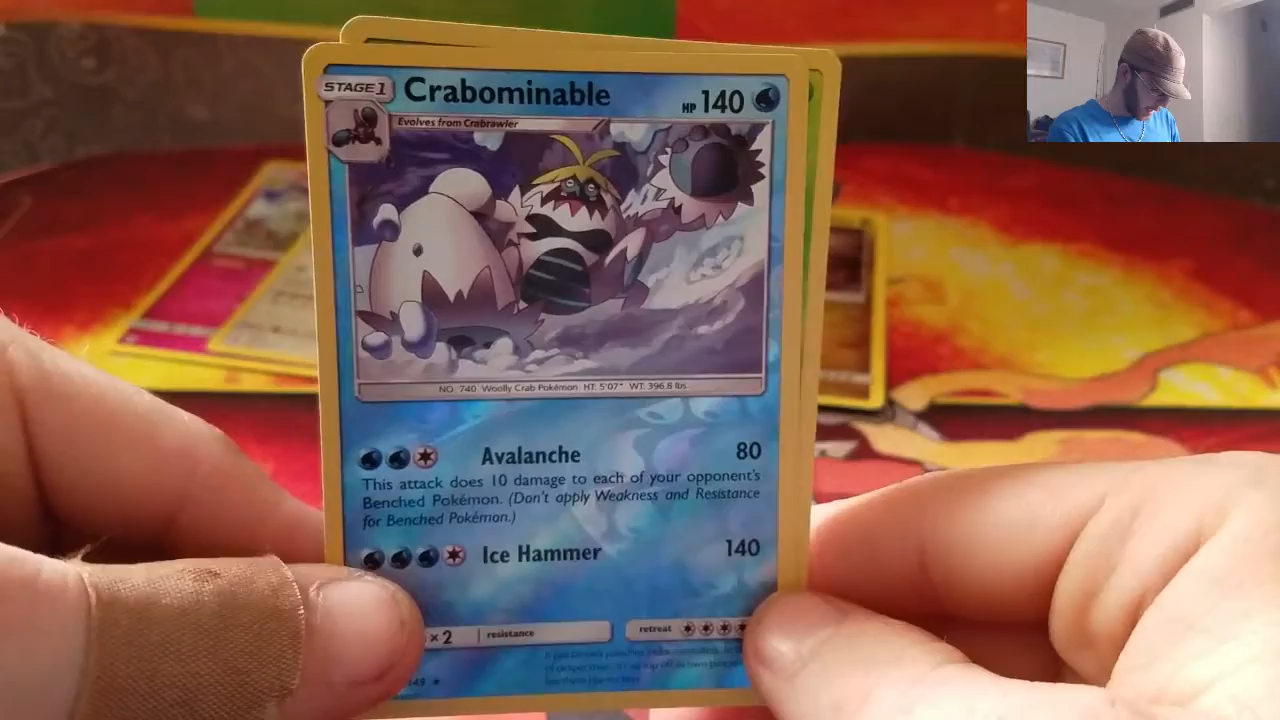 STAGE 1
Crabominable
HP 140
Evolves from Crabrawler
NO. 740 Woolly Crab Pokémon HT: 5'07" WT: 396.8 lbs
Avalanche 80
This attack does 10 damage to each of your opponent's
Benched Pokémon. (Don't apply Weakness and Resistance
for Benched Pokémon.)
Ice Hammer 140
×2 resistance retreat
149